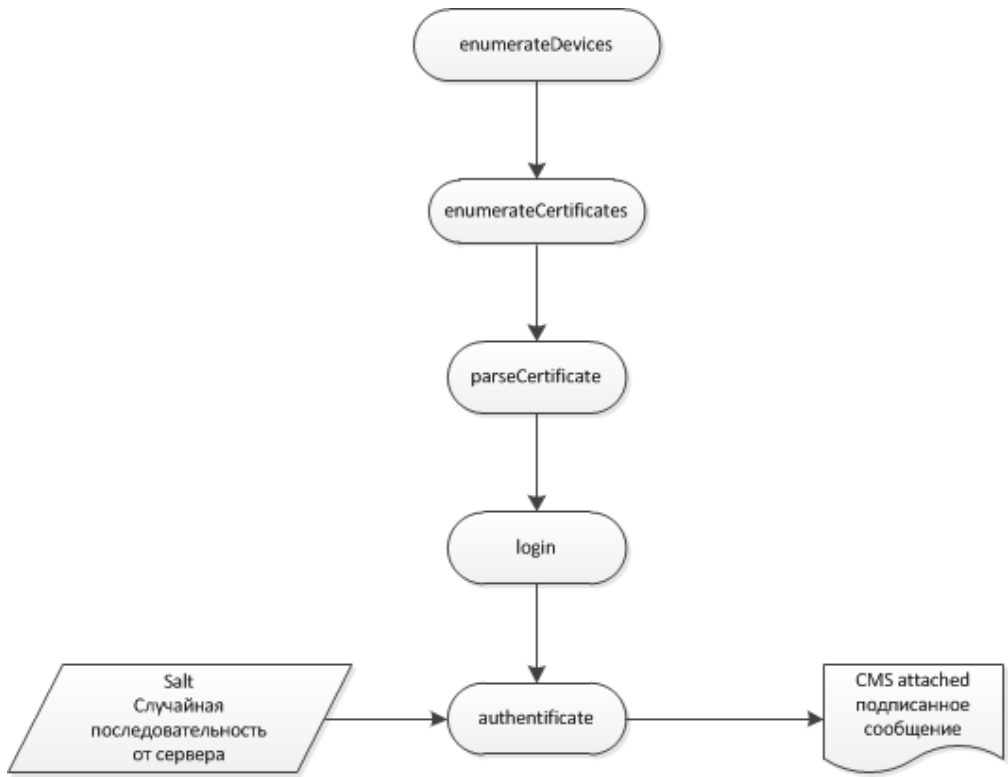 enumerateDevices
enumerateCertificates
parseCertificate
login
Salt
Случайная
последовательность
от сервера
authentificate
CMS attached
подписанное
сообщение